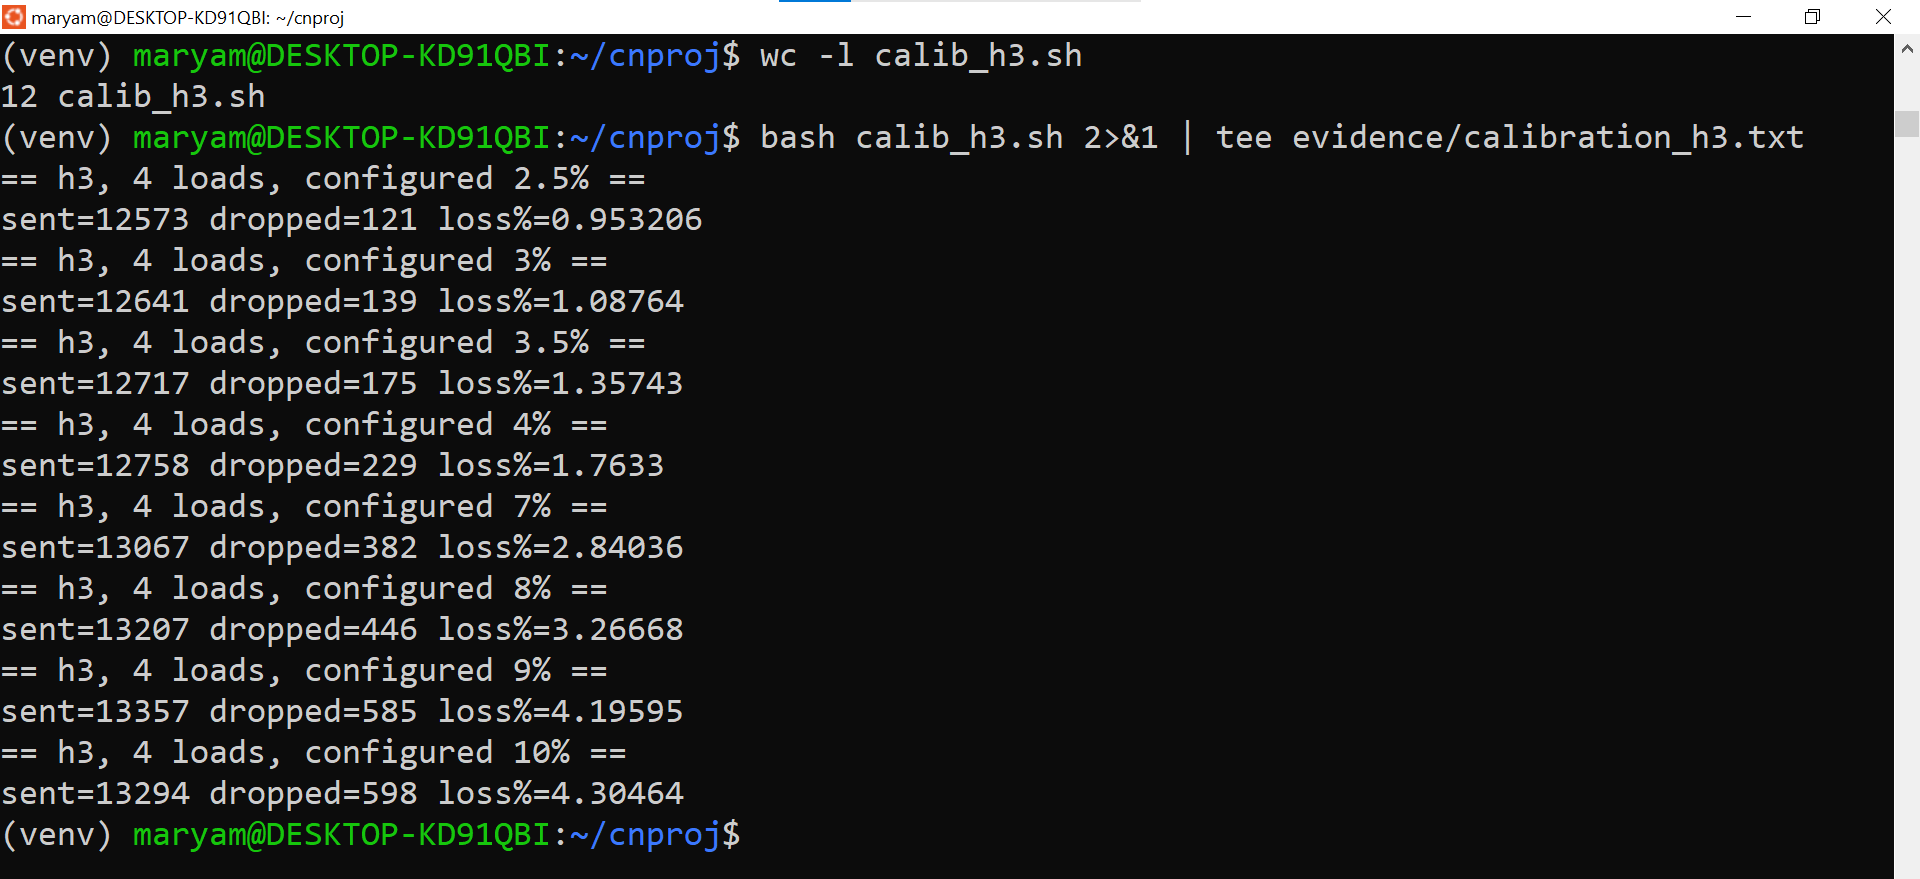 maryam@DESKTOP-KD91QBI: ~/cnproj
(venv) maryam@DESKTOP-KD91QBI:~/cnproj$ wc -l calib_h3.sh
12 calib_h3.sh
(venv) maryam@DESKTOP-KD91QBI:~/cnproj$ bash calib_h3.sh 2>&1 | tee evidence/calibration_h3.txt
== h3, 4 loads, configured 2.5% ==
sent=12573 dropped=121 loss%=0.953206
== h3, 4 loads, configured 3% ==
sent=12641 dropped=139 loss%=1.08764
== h3, 4 loads, configured 3.5% ==
sent=12717 dropped=175 loss%=1.35743
== h3, 4 loads, configured 4% ==
sent=12758 dropped=229 loss%=1.7633
== h3, 4 loads, configured 7% ==
sent=13067 dropped=382 loss%=2.84036
== h3, 4 loads, configured 8% ==
sent=13207 dropped=446 loss%=3.26668
== h3, 4 loads, configured 9% ==
sent=13357 dropped=585 loss%=4.19595
== h3, 4 loads, configured 10% ==
sent=13294 dropped=598 loss%=4.30464
(venv) maryam@DESKTOP-KD91QBI:~/cnproj$